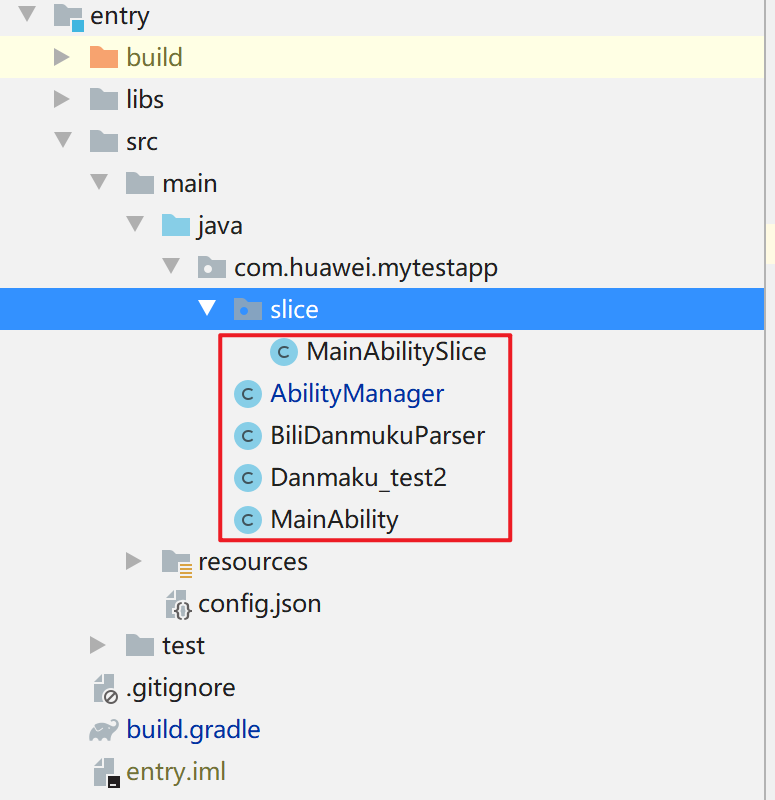 entry
build
libs
src
main
java
com.huawei.mytestapp
slice
MainAbilitySlice
AbilityManager
BiliDanmukuParser
Danmaku_test2
MainAbility
resources
config.json
test
.gitignore
build.gradle
entry.iml